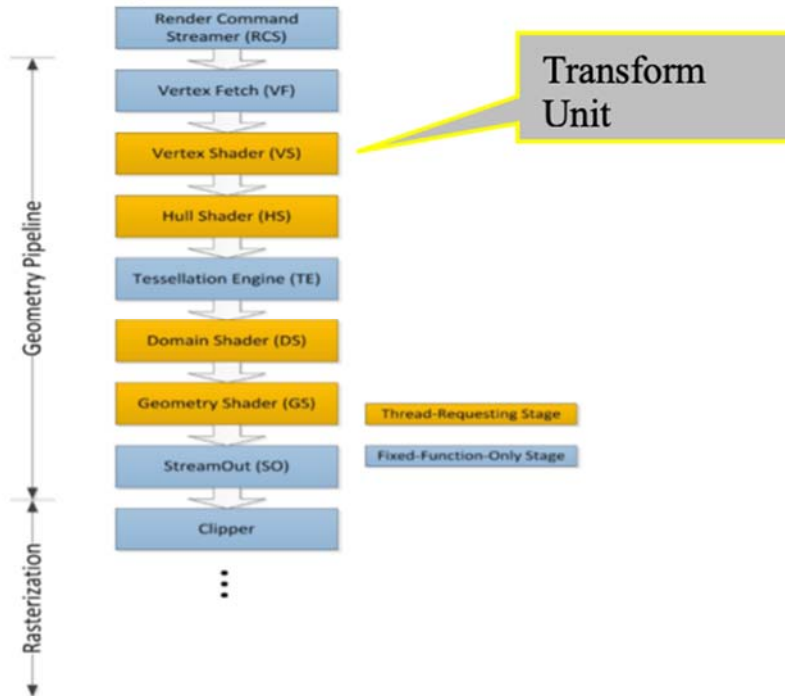 Render Command
Streamer (RCS)
Transform
Unit
Vertex Fetch (VF)
Vertex Shader (VS)
Hull Shader (HS)
Tessellation Engine (TE)
Domain Shader (DS)
Geometry Shader (GS)
StreamOut (SO)
Clipper
...
Thread-Requesting Stage
Fixed-Function-Only Stage
Geometry Pipeline
Rasterization